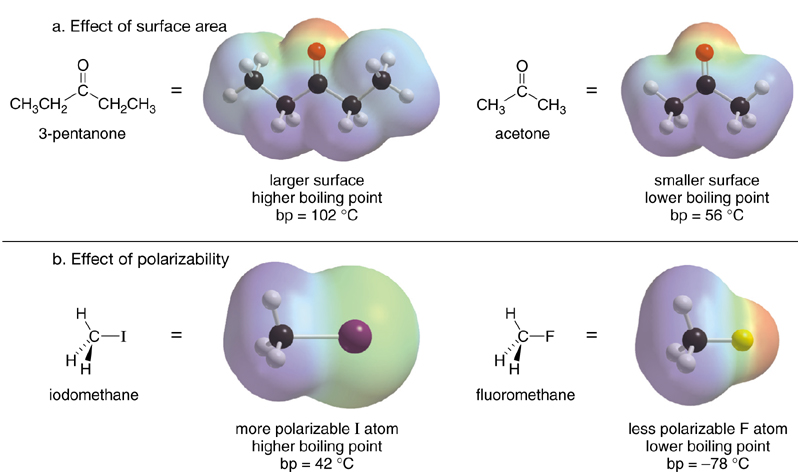 a. Effect of surface area
O
C
CH3CH2 CH2CH3
3-pentanone
=
larger surface
higher boiling point
bp = 102 °C
O
C
CH3 CH3
acetone
=
smaller surface
lower boiling point
bp = 56 °C
b. Effect of polarizability
H
C I
H
H
iodomethane
=
more polarizable I atom
higher boiling point
bp = 42 °C
H
C F
H
H
fluoromethane
=
less polarizable F atom
lower boiling point
bp = –78 °C